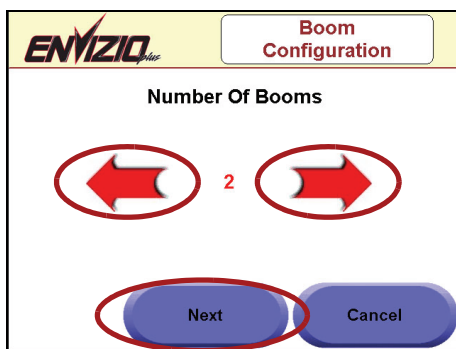 ENVIZIO plus
Boom
Configuration
Number Of Booms
2
Next
Cancel